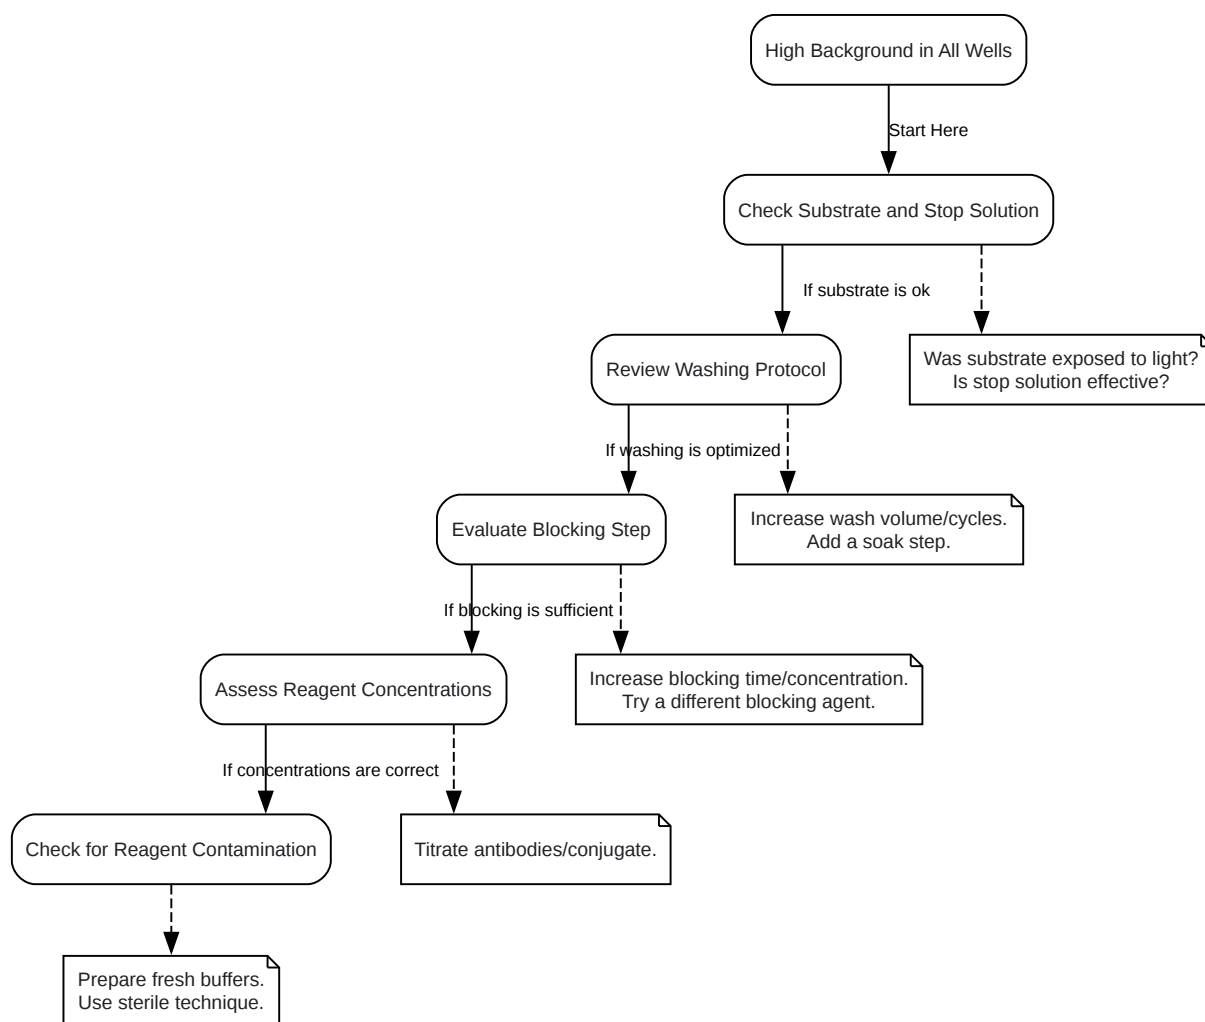 High Background in All Wells
Start Here
Check Substrate and Stop Solution
If substrate is ok
Review Washing Protocol
Was substrate exposed to light?
Is stop solution effective?
If washing is optimized
Evaluate Blocking Step
Increase wash volume/cycles.
Add a soak step.
If blocking is sufficient
Assess Reagent Concentrations
Increase blocking time/concentration.
Try a different blocking agent.
If concentrations are correct
Check for Reagent Contamination
Titrate antibodies/conjugate.
Prepare fresh buffers.
Use sterile technique.